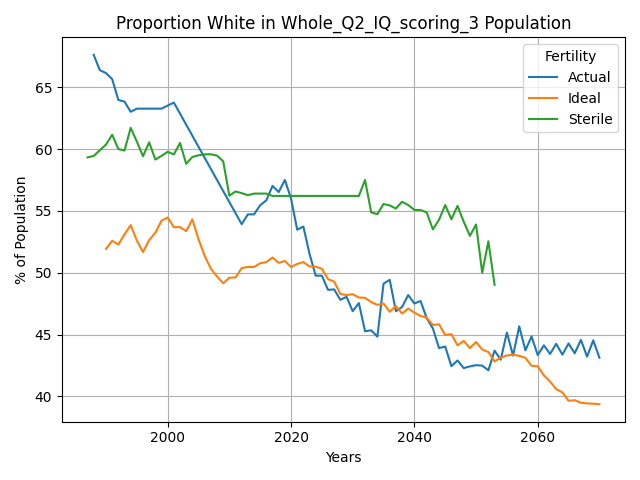 Proportion White in Whole_Q2_IQ_scoring_3 Population
Fertility
Actual
Ideal
Sterile
% of Population
65
60
55
50
45
40
2000
2020
2040
2060
Years